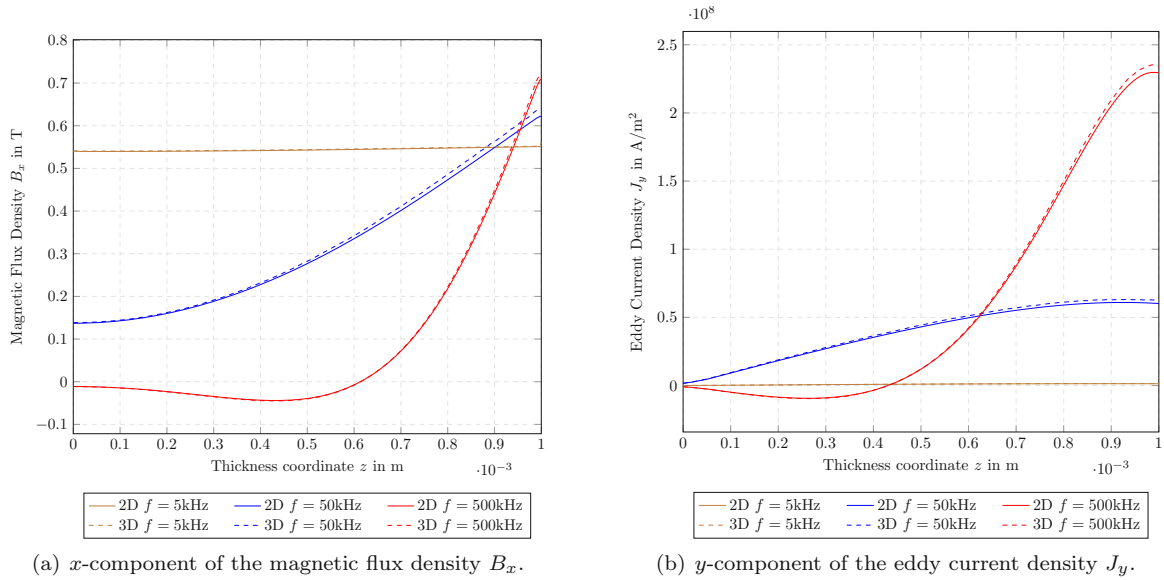 0.8
0.7
0.6
0.5
0.4
0.3
0.2
0.1
0
−0.1
Magnetic Flux Density B_x in T
0 0.1 0.2 0.3 0.4 0.5 0.6 0.7 0.8 0.9 1
Thickness coordinate z in m
·10⁻³
2D f = 5kHz 2D f = 50kHz 2D f = 500kHz
3D f = 5kHz 3D f = 50kHz 3D f = 500kHz
(a) x-component of the magnetic flux density B_x.
·10⁸
2.5
2
1.5
1
0.5
0
Eddy Current Density J_y in A/m²
0 0.1 0.2 0.3 0.4 0.5 0.6 0.7 0.8 0.9 1
Thickness coordinate z in m
·10⁻³
2D f = 5kHz 2D f = 50kHz 2D f = 500kHz
3D f = 5kHz 3D f = 50kHz 3D f = 500kHz
(b) y-component of the eddy current density J_y.